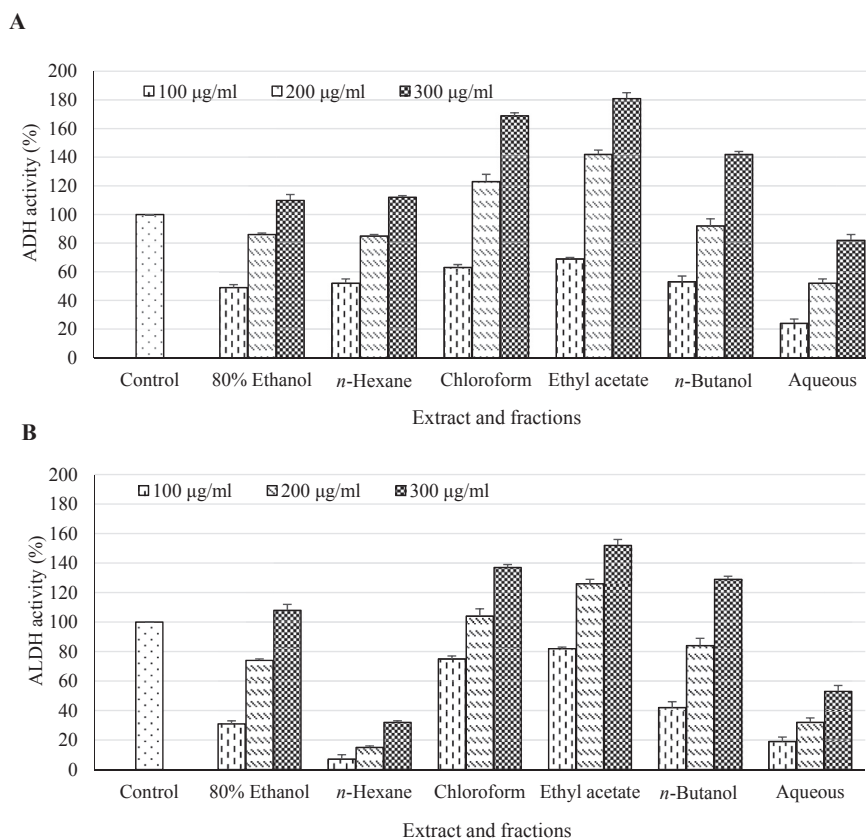 A
200
180
160
140
120
100
80
60
40
20
0
ADH activity (%)
100 µg/ml 200 µg/ml 300 µg/ml
Control 80% Ethanol n-Hexane Chloroform Ethyl acetate n-Butanol Aqueous
Extract and fractions
B
200
180
160
140
120
100
80
60
40
20
0
ALDH activity (%)
100 µg/ml 200 µg/ml 300 µg/ml
Control 80% Ethanol n-Hexane Chloroform Ethyl acetate n-Butanol Aqueous
Extract and fractions